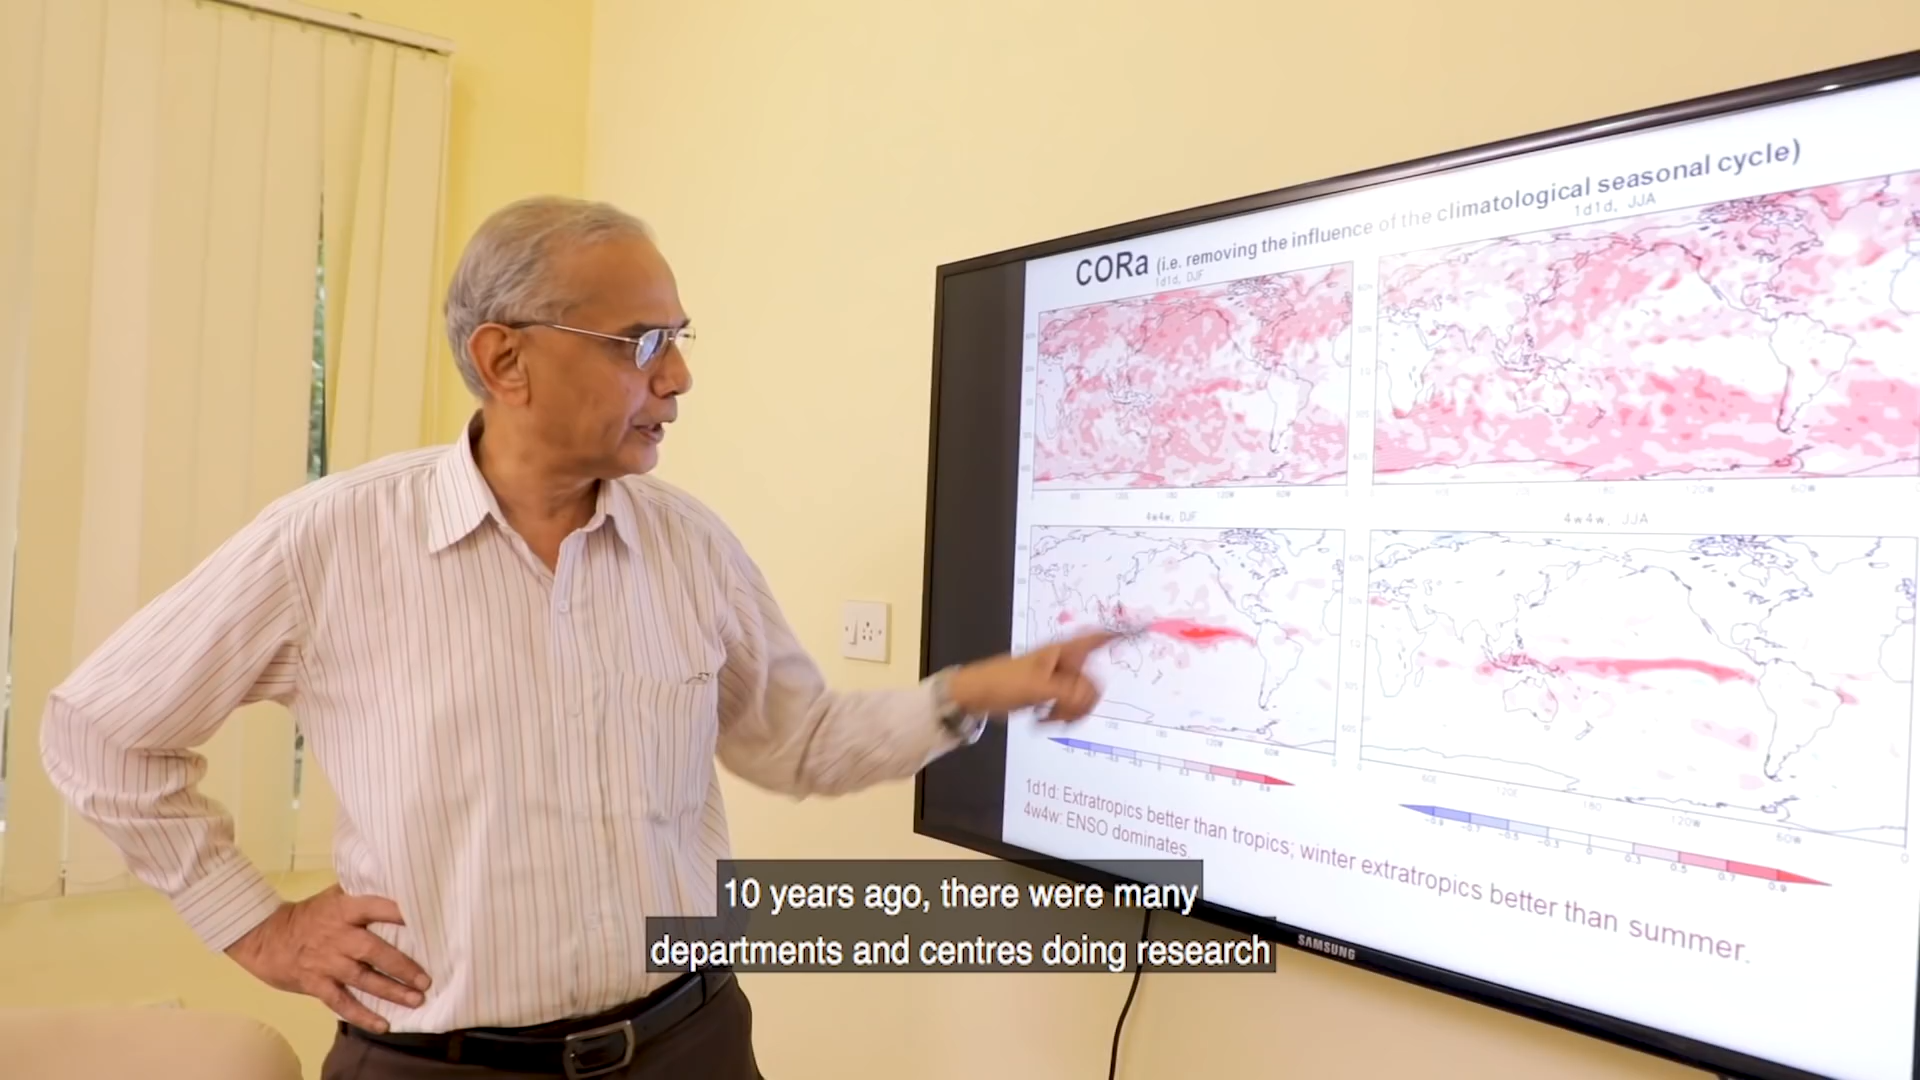 CORa (i.e. removing the influence of the climatological seasonal cycle)
1d1d, DJF
1d1d, JJA
4w4w, DJF
4w4w, JJA
1d1d: Extratropics better than tropics; winter extratropics better than summer.
4w4w: ENSO dominates
SAMSUNG
10 years ago, there were many
departments and centres doing research